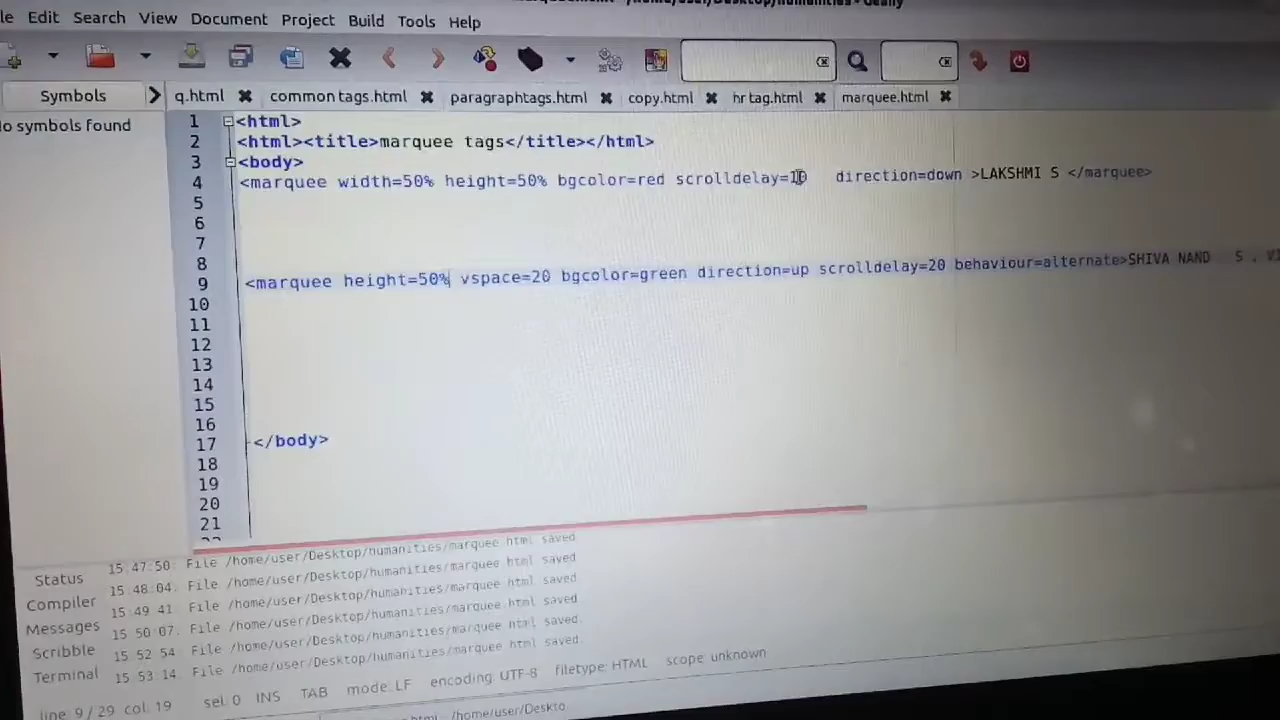 Edit Search View Document Project Build Tools Help
Symbols q.html common tags.html paragraphtags.html copy.html hr tag.html marquee.html
o symbols found
1 <html>
2 <html><title>marquee tags</title></html>
3 <body>
4 <marquee width=50% height=50% bgcolor=red scrolldelay=10 direction=down >LAKSHMI S </marquee>
5
6
7
8
9 <marquee height=50% vspace=20 bgcolor=green direction=up scrolldelay=20 behaviour=alternate>SHIVA NAND S ,
10
11
12
13
14
15
16
17 </body>
18
19
20
21
Status 15:47:50: File /home/user/Desktop/humanities/marquee html saved
Compiler 15:48:04: File /home/user/Desktop/humanities/marquee html saved
Messages 15 49 41: File /home/user/Desktop/humanities/marquee html saved
Scribble 15 50 07. File /home/user/Desktop/humanities/marquee html saved
Terminal 15 52 54: File /home/user/Desktop/humanities/marquee html saved.
15 53 14. File /home/user/Desktop/humanities/marquee html saved.
line: 9 / 29 col: 19 sel: 0 INS TAB mode: LF encoding: UTF-8 filetype: HTML scope: unknown
/home/user/Deskto